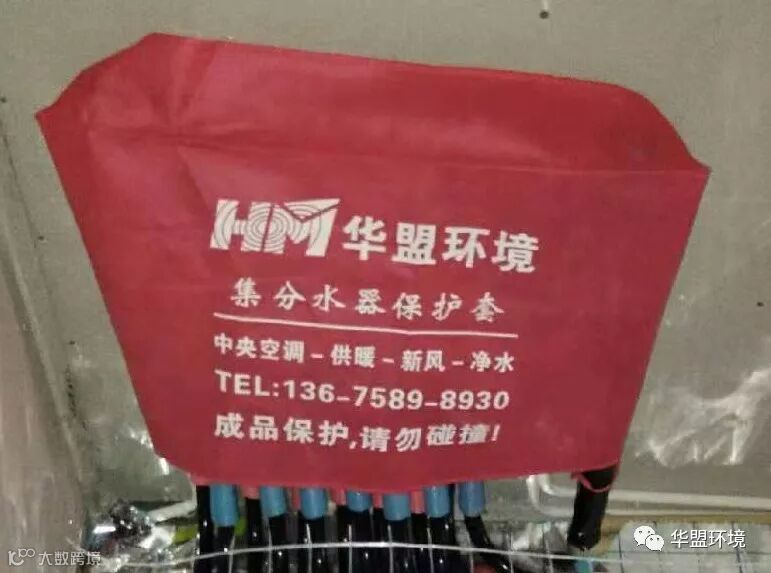 HM 华盟环境
集分水器保护套
中央空调-供暖-新风-净水
TEL:136-7589-8930
成品保护,请勿碰撞!
华盟环境
大数跨境